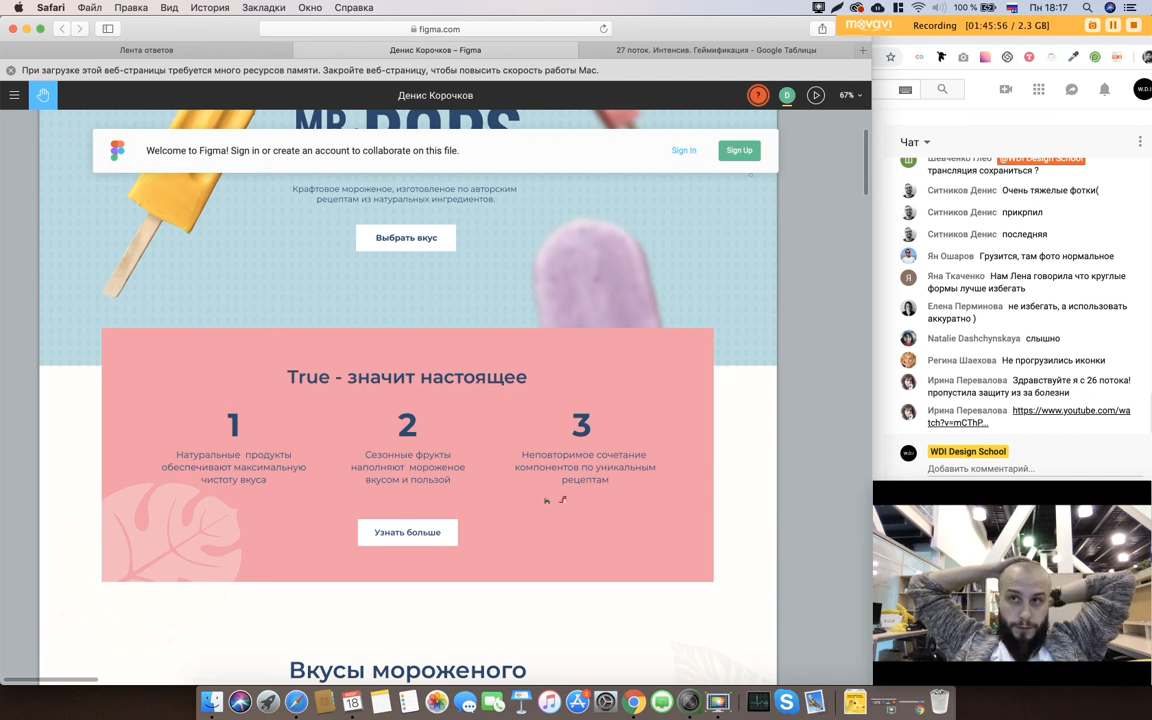 Safari Файл Правка Вид История Закладки Окно Справка
100 % Пн 18:17
movavi Recording [01:45:56 / 2.3 GB]
figma.com
Лента ответов
Денис Корочков – Figma
27 поток. Интенсив. Геймификация - Google Таблицы
При загрузке этой веб-страницы требуется много ресурсов памяти. Закройте веб-страницу, чтобы повысить скорость работы Mac.
Денис Корочков
? D 67%
MR.POPS
Welcome to Figma! Sign in or create an account to collaborate on this file.
Sign In
Sign Up
Крафтовое мороженое, изготовленое по авторским
рецептам из натуральных ингредиентов.
Выбрать вкус
True - значит настоящее
1
Натуральные продукты
обеспечивают максимальную
чистоту вкуса
2
Сезонные фрукты
наполняют мороженое
вкусом и пользой
3
Неповторимое сочетание
компонентов по уникальным
рецептам
Узнать больше
Вкусы мороженого
Чат
Шевченко Глеб @WDI Design School
трансляция сохраниться ?
Ситников Денис Очень тяжелые фотки(
Ситников Денис прикрпил
Ситников Денис последняя
Ян Ошаров Грузится, там фото нормальное
Яна Ткаченко Нам Лена говорила что круглые
формы лучше избегать
Елена Перминова не избегать, а использовать
аккуратно )
Natalie Dashchynskaya слышно
Регина Шаехова Не прогрузились иконки
Ирина Перевалова Здравствуйте я с 26 потока!
пропустила защиту из за болезни
Ирина Перевалова https://www.youtube.com/wa
tch?v=mCThP...
WDI Design School
Добавить комментарий...
18